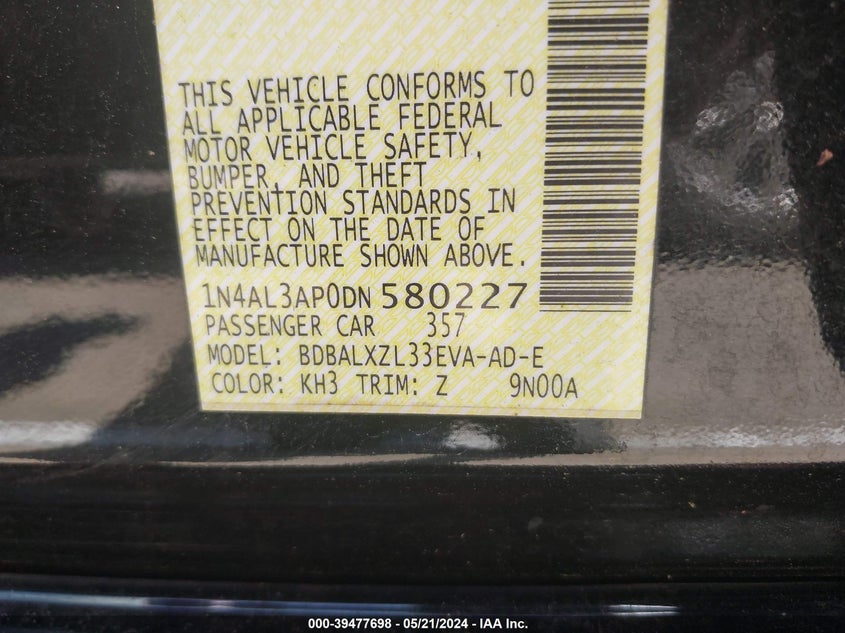 THIS VEHICLE CONFORMS TO
ALL APPLICABLE FEDERAL
MOTOR VEHICLE SAFETY,
BUMPER, AND THEFT
PREVENTION STANDARDS IN
EFFECT ON THE DATE OF
MANUFACTURE SHOWN ABOVE.
1N4AL3AP0DN580227
PASSENGER CAR 357
MODEL: BDBALXZL33EVA-AD-E
COLOR: KH3 TRIM: Z 9N00A
000-39477698 - 05/21/2024 - IAA Inc.